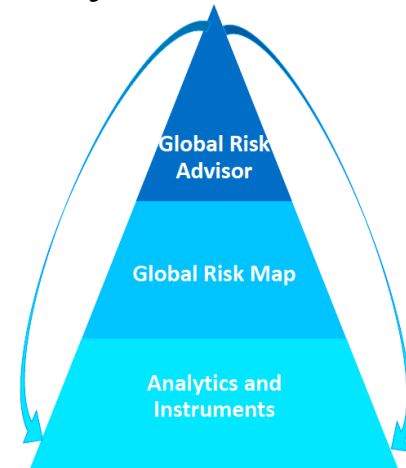 Global Risk
Advisor
Global Risk Map
Analytics and
Instruments